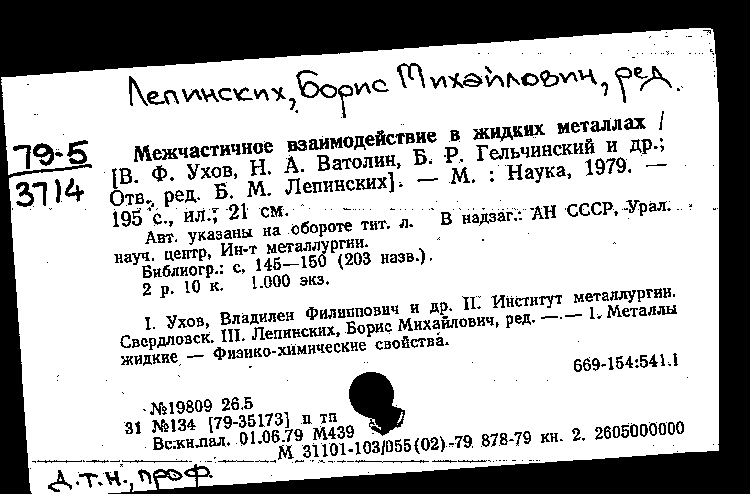 Лепинских, Борис Михайлович, ред.
79-5
3714
Межчастичное взаимодействие в жидких металлах /
[В. Ф. Ухов, Н. А. Ватолин, Б. Р. Гельчинский и др.;
Отв. ред. Б. М. Лепинских]. — М. : Наука, 1979. —
195 с., ил.; 21 см.
Авт. указаны на обороте тит. л. В надзаг.: АН СССР, Урал.
науч. центр, Ин-т металлургии.
Библиогр.: с. 145—150 (203 назв.).
2 р. 10 к. 1.000 экз.
I. Ухов, Владилен Филиппович и др. II. Институт металлургии.
Свердловск. III. Лепинских, Борис Михайлович, ред. — — 1. Металлы
жидкие — Физико-химические свойства.
669-154:541.1
№19809 26.5
31 №134 [79-35173] п тп
Вс.кн.пал. 01.06.79 М439
М 31101-103/055(02)-79 878-79 кн. 2. 2605000000
Д.т.н., проф.